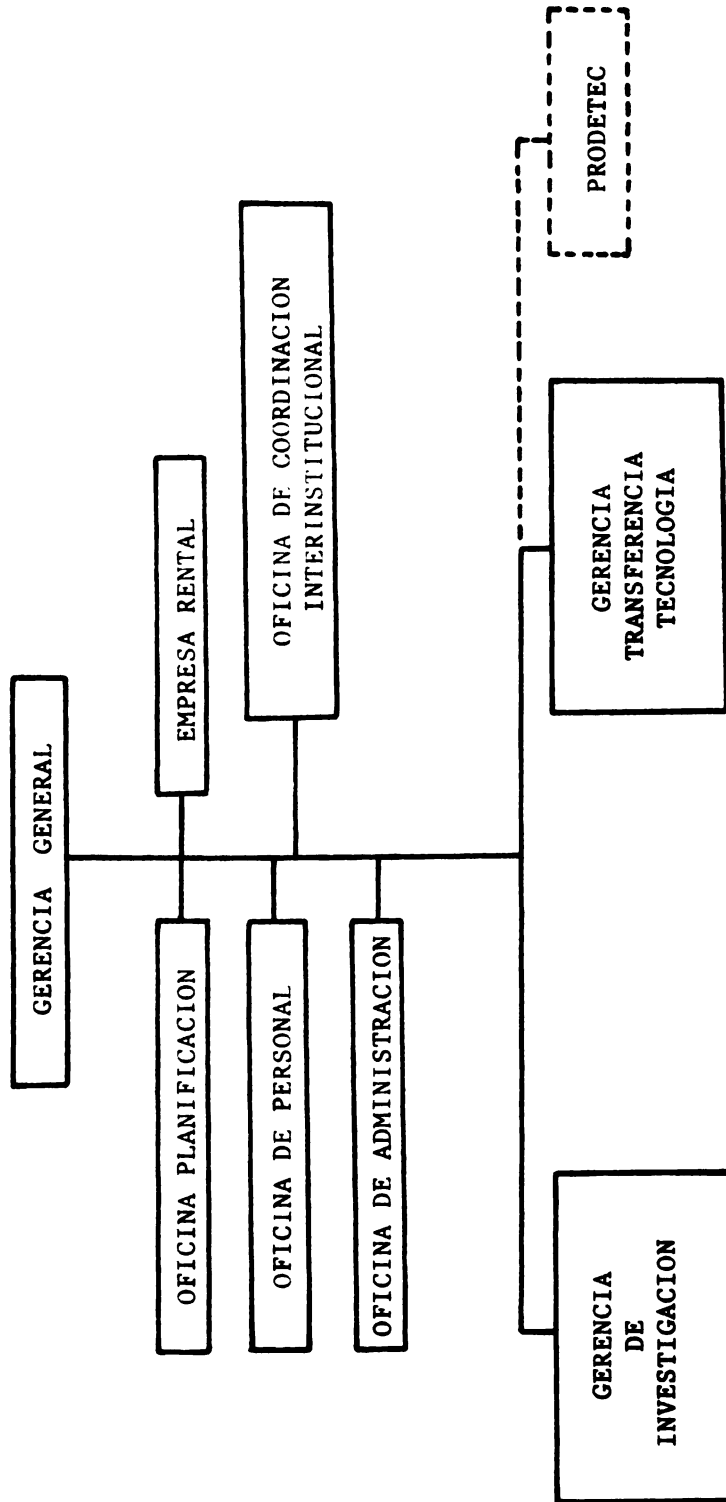 GERENCIA GENERAL
OFICINA PLANIFICACION
EMPRESA RENTAL
OFICINA DE PERSONAL
OFICINA DE COORDINACION
INTERINSTITUCIONAL
OFICINA DE ADMINISTRACION
GERENCIA
DE
INVESTIGACION
GERENCIA
TRANSFERENCIA
TECNOLOGIA
PRODETEC